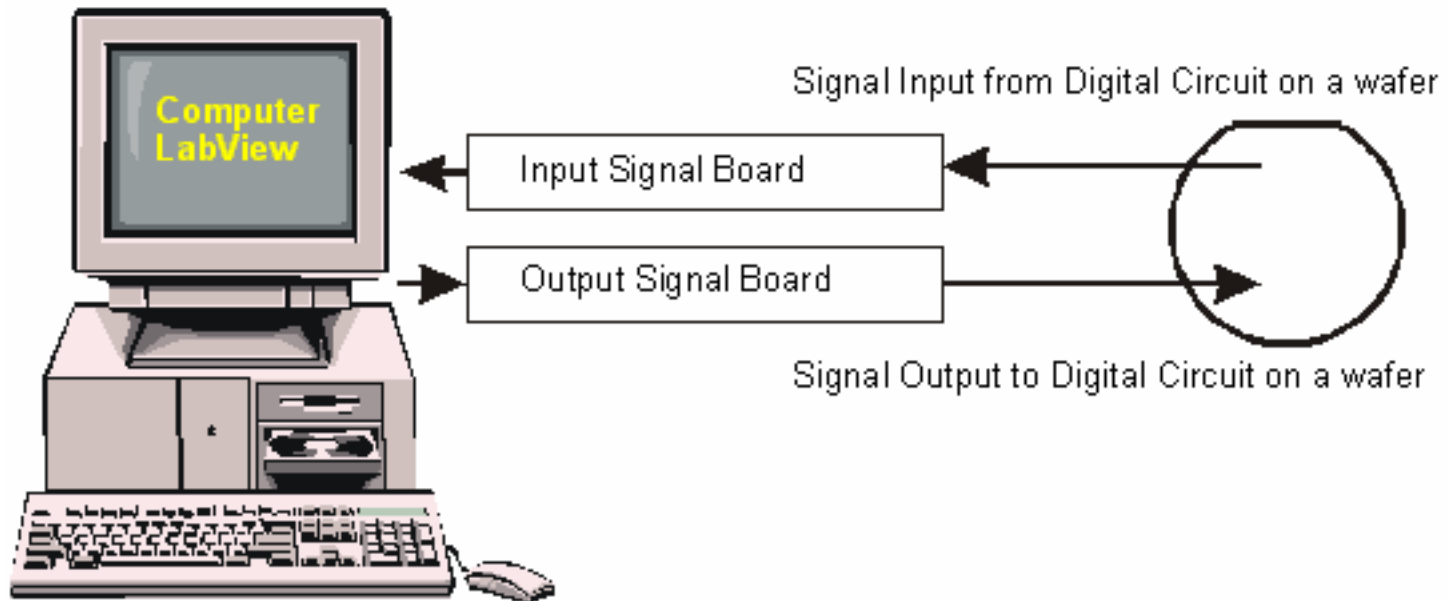 Computer
LabView
Signal Input from Digital Circuit on a wafer
Input Signal Board
Output Signal Board
Signal Output to Digital Circuit on a wafer